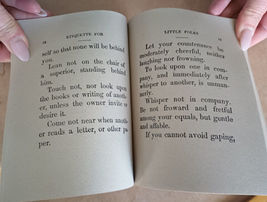 ETIQUETTE FOR
self so that none will be behind
you.
Lean not on the chair of
a superior, standing behind
him.
Touch not, nor look upon
the books or writing of anoth-
er, unless the owner invite or
desire it.
Come not near when anoth-
er reads a letter, or other pa-
per.
LITTLE FOLKS
Let your countenance be
moderately cheerful, neither
laughing nor frowning.
To look upon one in com-
pany, and immediately after
whisper to another, is unman-
nerly.
Whisper not in company.
Be not froward and fretful
among your equals, but gentle
and affable.
If you cannot avoid gaping,